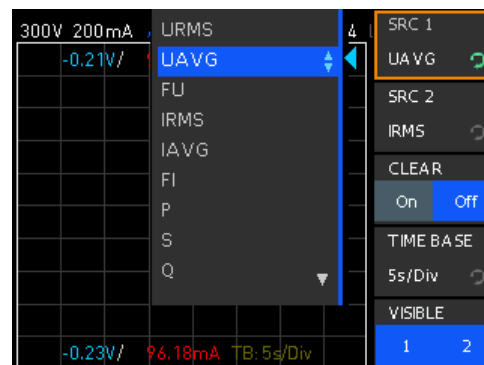 300V 200mA
4
-0.21V/
URMS
UAVG
FU
IRMS
IAVG
FI
P
S
Q
-0.23V/ 96.18mA TB:5s/Div
SRC 1
UAVG
SRC 2
IRMS
CLEAR
On Off
TIME BASE
5s/Div
VISIBLE
1 2